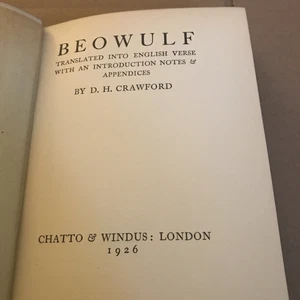 BEOWULF
TRANSLATED INTO ENGLISH VERSE
WITH AN INTRODUCTION NOTES &
APPENDICES
BY D. H. CRAWFORD
CHATTO & WINDUS: LONDON
1926